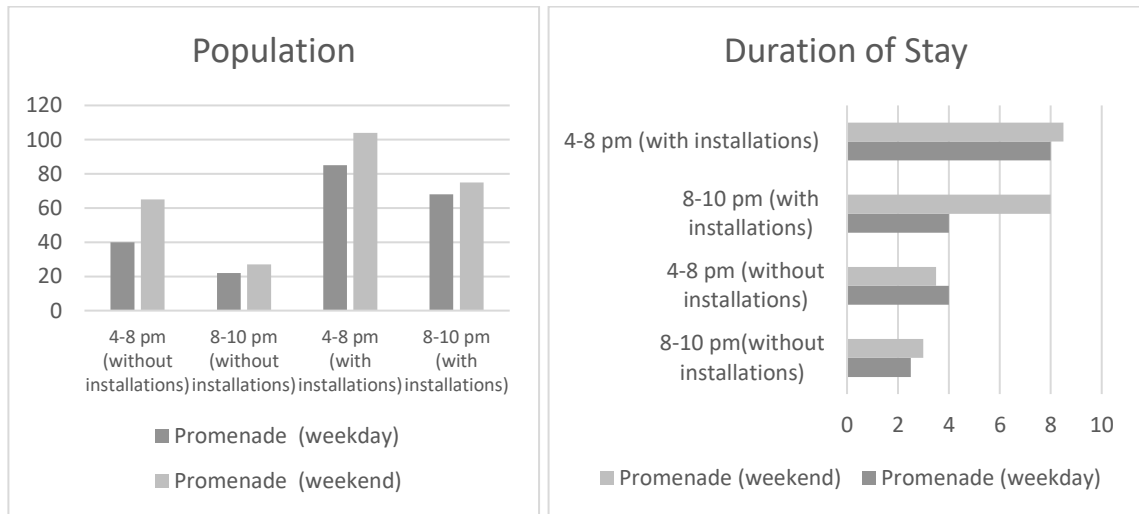 Population
120
100
80
60
40
20
0
4-8 pm
(without
installations)
8-10 pm
(without
installations)
4-8 pm
(with
installations)
8-10 pm
(with
installations)
Promenade (weekday)
Promenade (weekend)
Duration of Stay
4-8 pm (with installations)
8-10 pm (with
installations)
4-8 pm (without
installations)
8-10 pm(without
installations)
0 2 4 6 8 10
Promenade (weekend) Promenade (weekday)